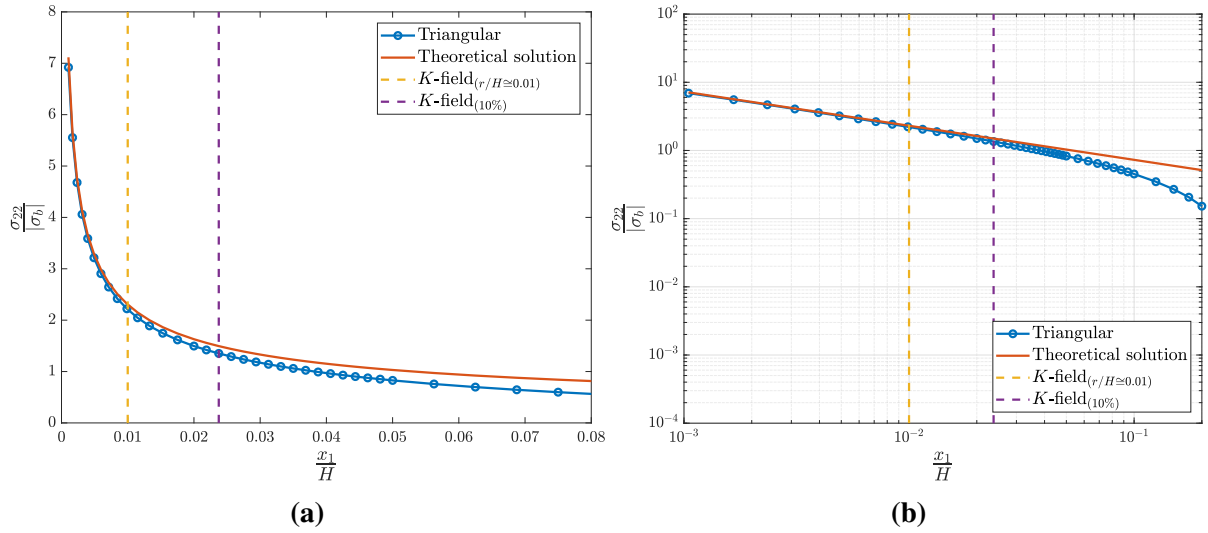 8
7
6
5
4
3
2
1
0
σ22
|σb|
0 0.01 0.02 0.03 0.04 0.05 0.06 0.07 0.08
x1
H
Triangular
Theoretical solution
K-field(r/H≅0.01)
K-field(10%)
(a)
10^2
10^1
10^0
10^-1
10^-2
10^-3
10^-4
σ22
|σb|
10^-3 10^-2 10^-1
x1
H
Triangular
Theoretical solution
K-field(r/H≅0.01)
K-field(10%)
(b)